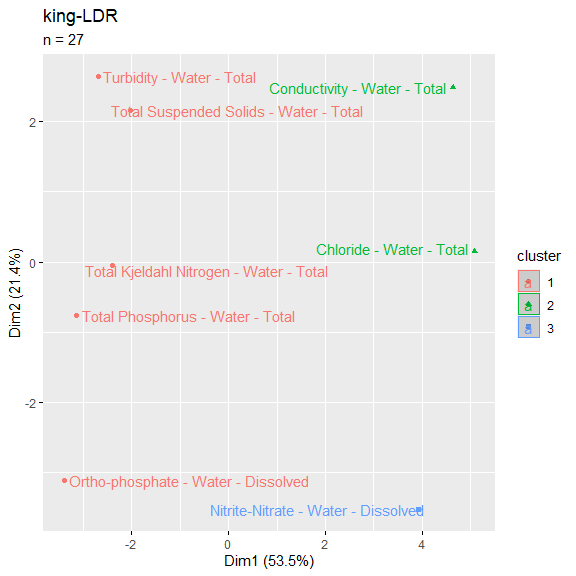 king-LDR
n = 27
Turbidity - Water - Total
Conductivity - Water - Total
Total Suspended Solids - Water - Total
Chloride - Water - Total
Total Kjeldahl Nitrogen - Water - Total
Total Phosphorus - Water - Total
Ortho-phosphate - Water - Dissolved
Nitrite-Nitrate - Water - Dissolved
2
0
-2
Dim2 (21.4%)
-2
0
2
4
Dim1 (53.5%)
cluster
1
2
3